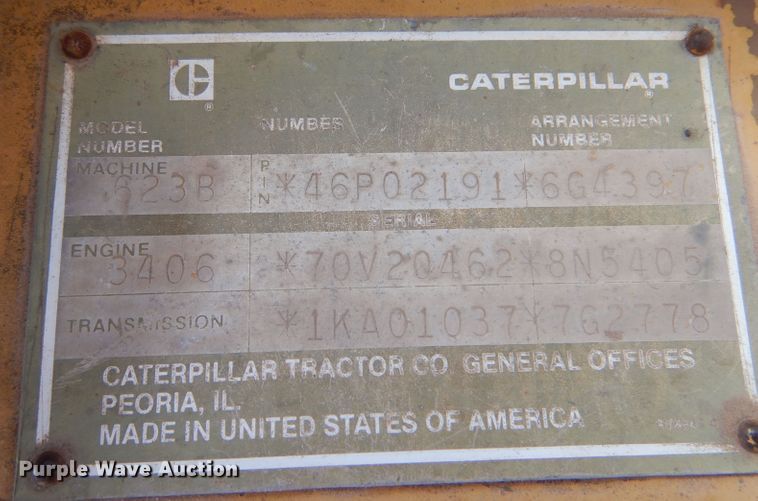 CATERPILLAR
®
®
MODEL NUMBER
NUMBER
ARRANGEMENT NUMBER
MACHINE 623B PIN *46P02191*6G4397
SERIAL
ENGINE 3406 *70V20462*8N5405
TRANSMISSION *1KA01037*7G2778
CATERPILLAR TRACTOR CO. GENERAL OFFICES
PEORIA, IL.
MADE IN UNITED STATES OF AMERICA
Purple Wave Auction